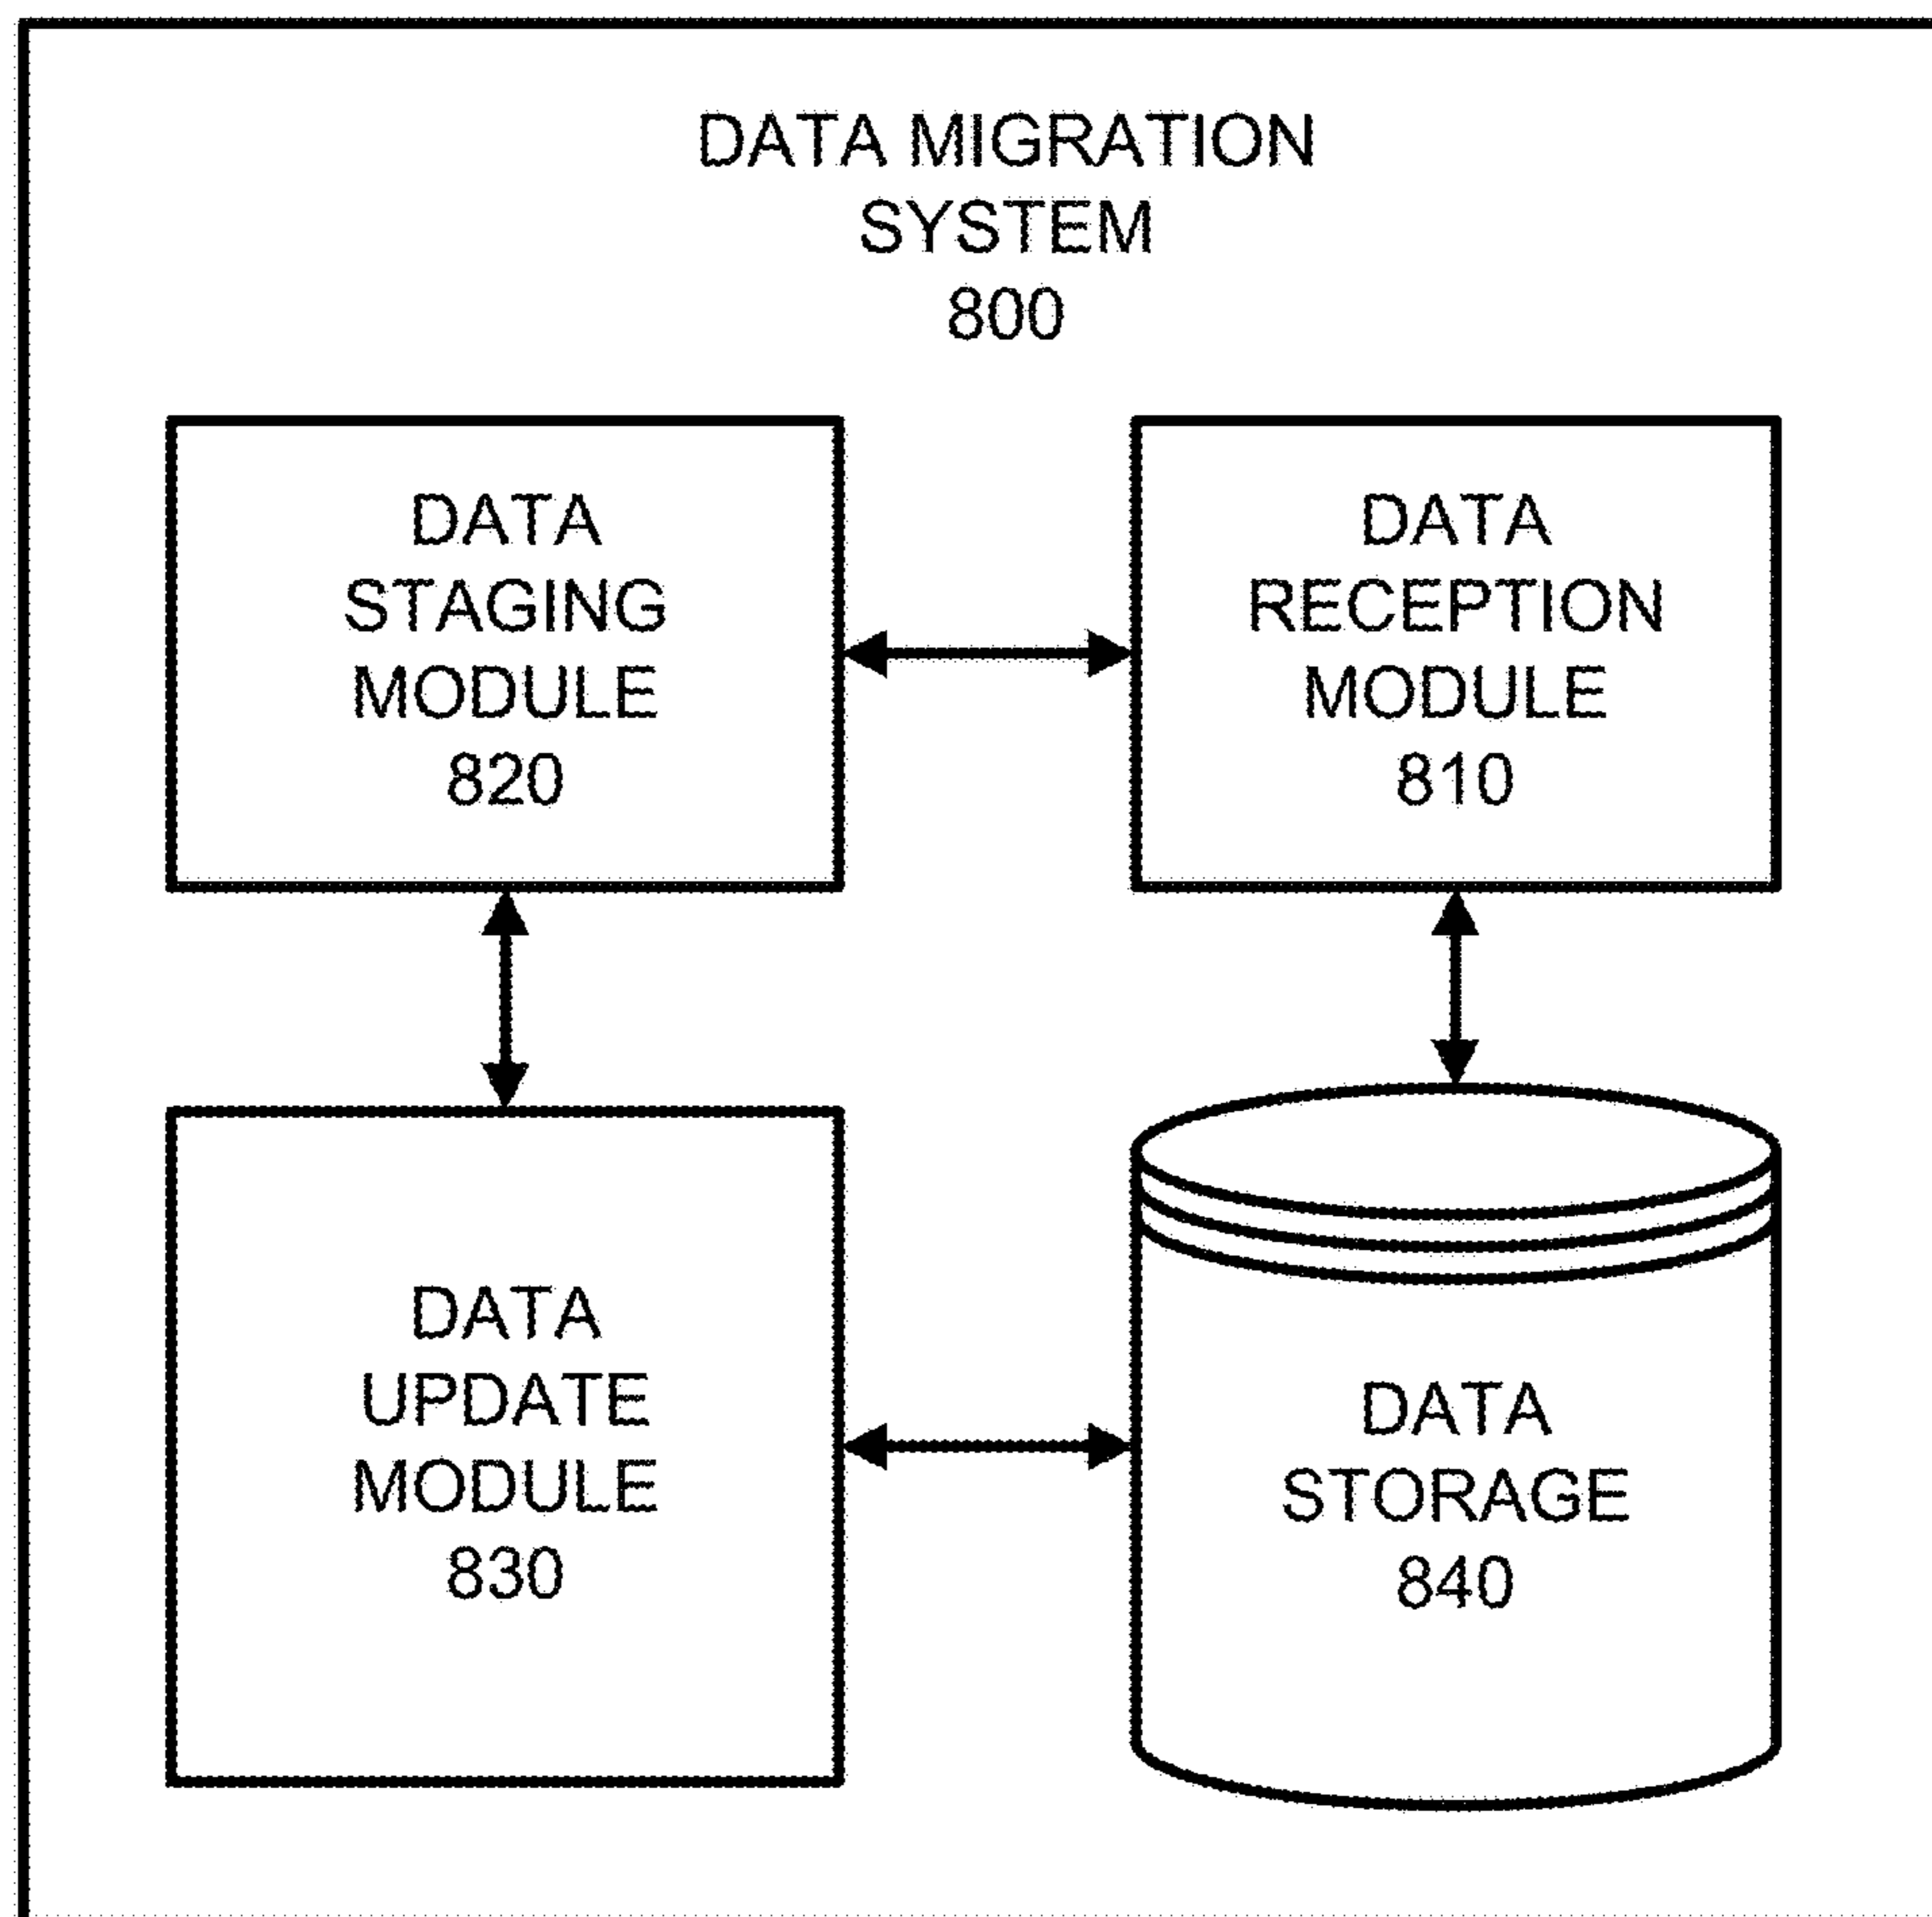 DATA MIGRATION
SYSTEM
800
DATA
STAGING
MODULE
820
DATA
RECEPTION
MODULE
810
DATA
UPDATE
MODULE
830
DATA
STORAGE
840